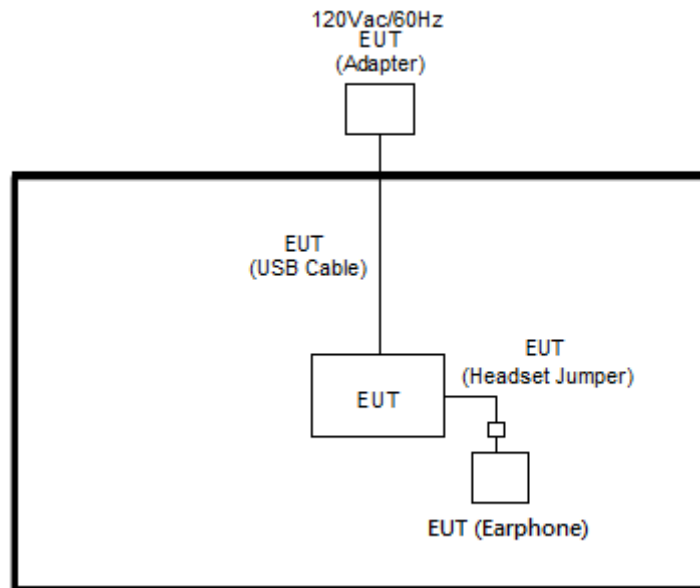 120Vac/60Hz
EUT
(Adapter)
EUT
(USB Cable)
EUT
(Headset Jumper)
EUT
EUT (Earphone)